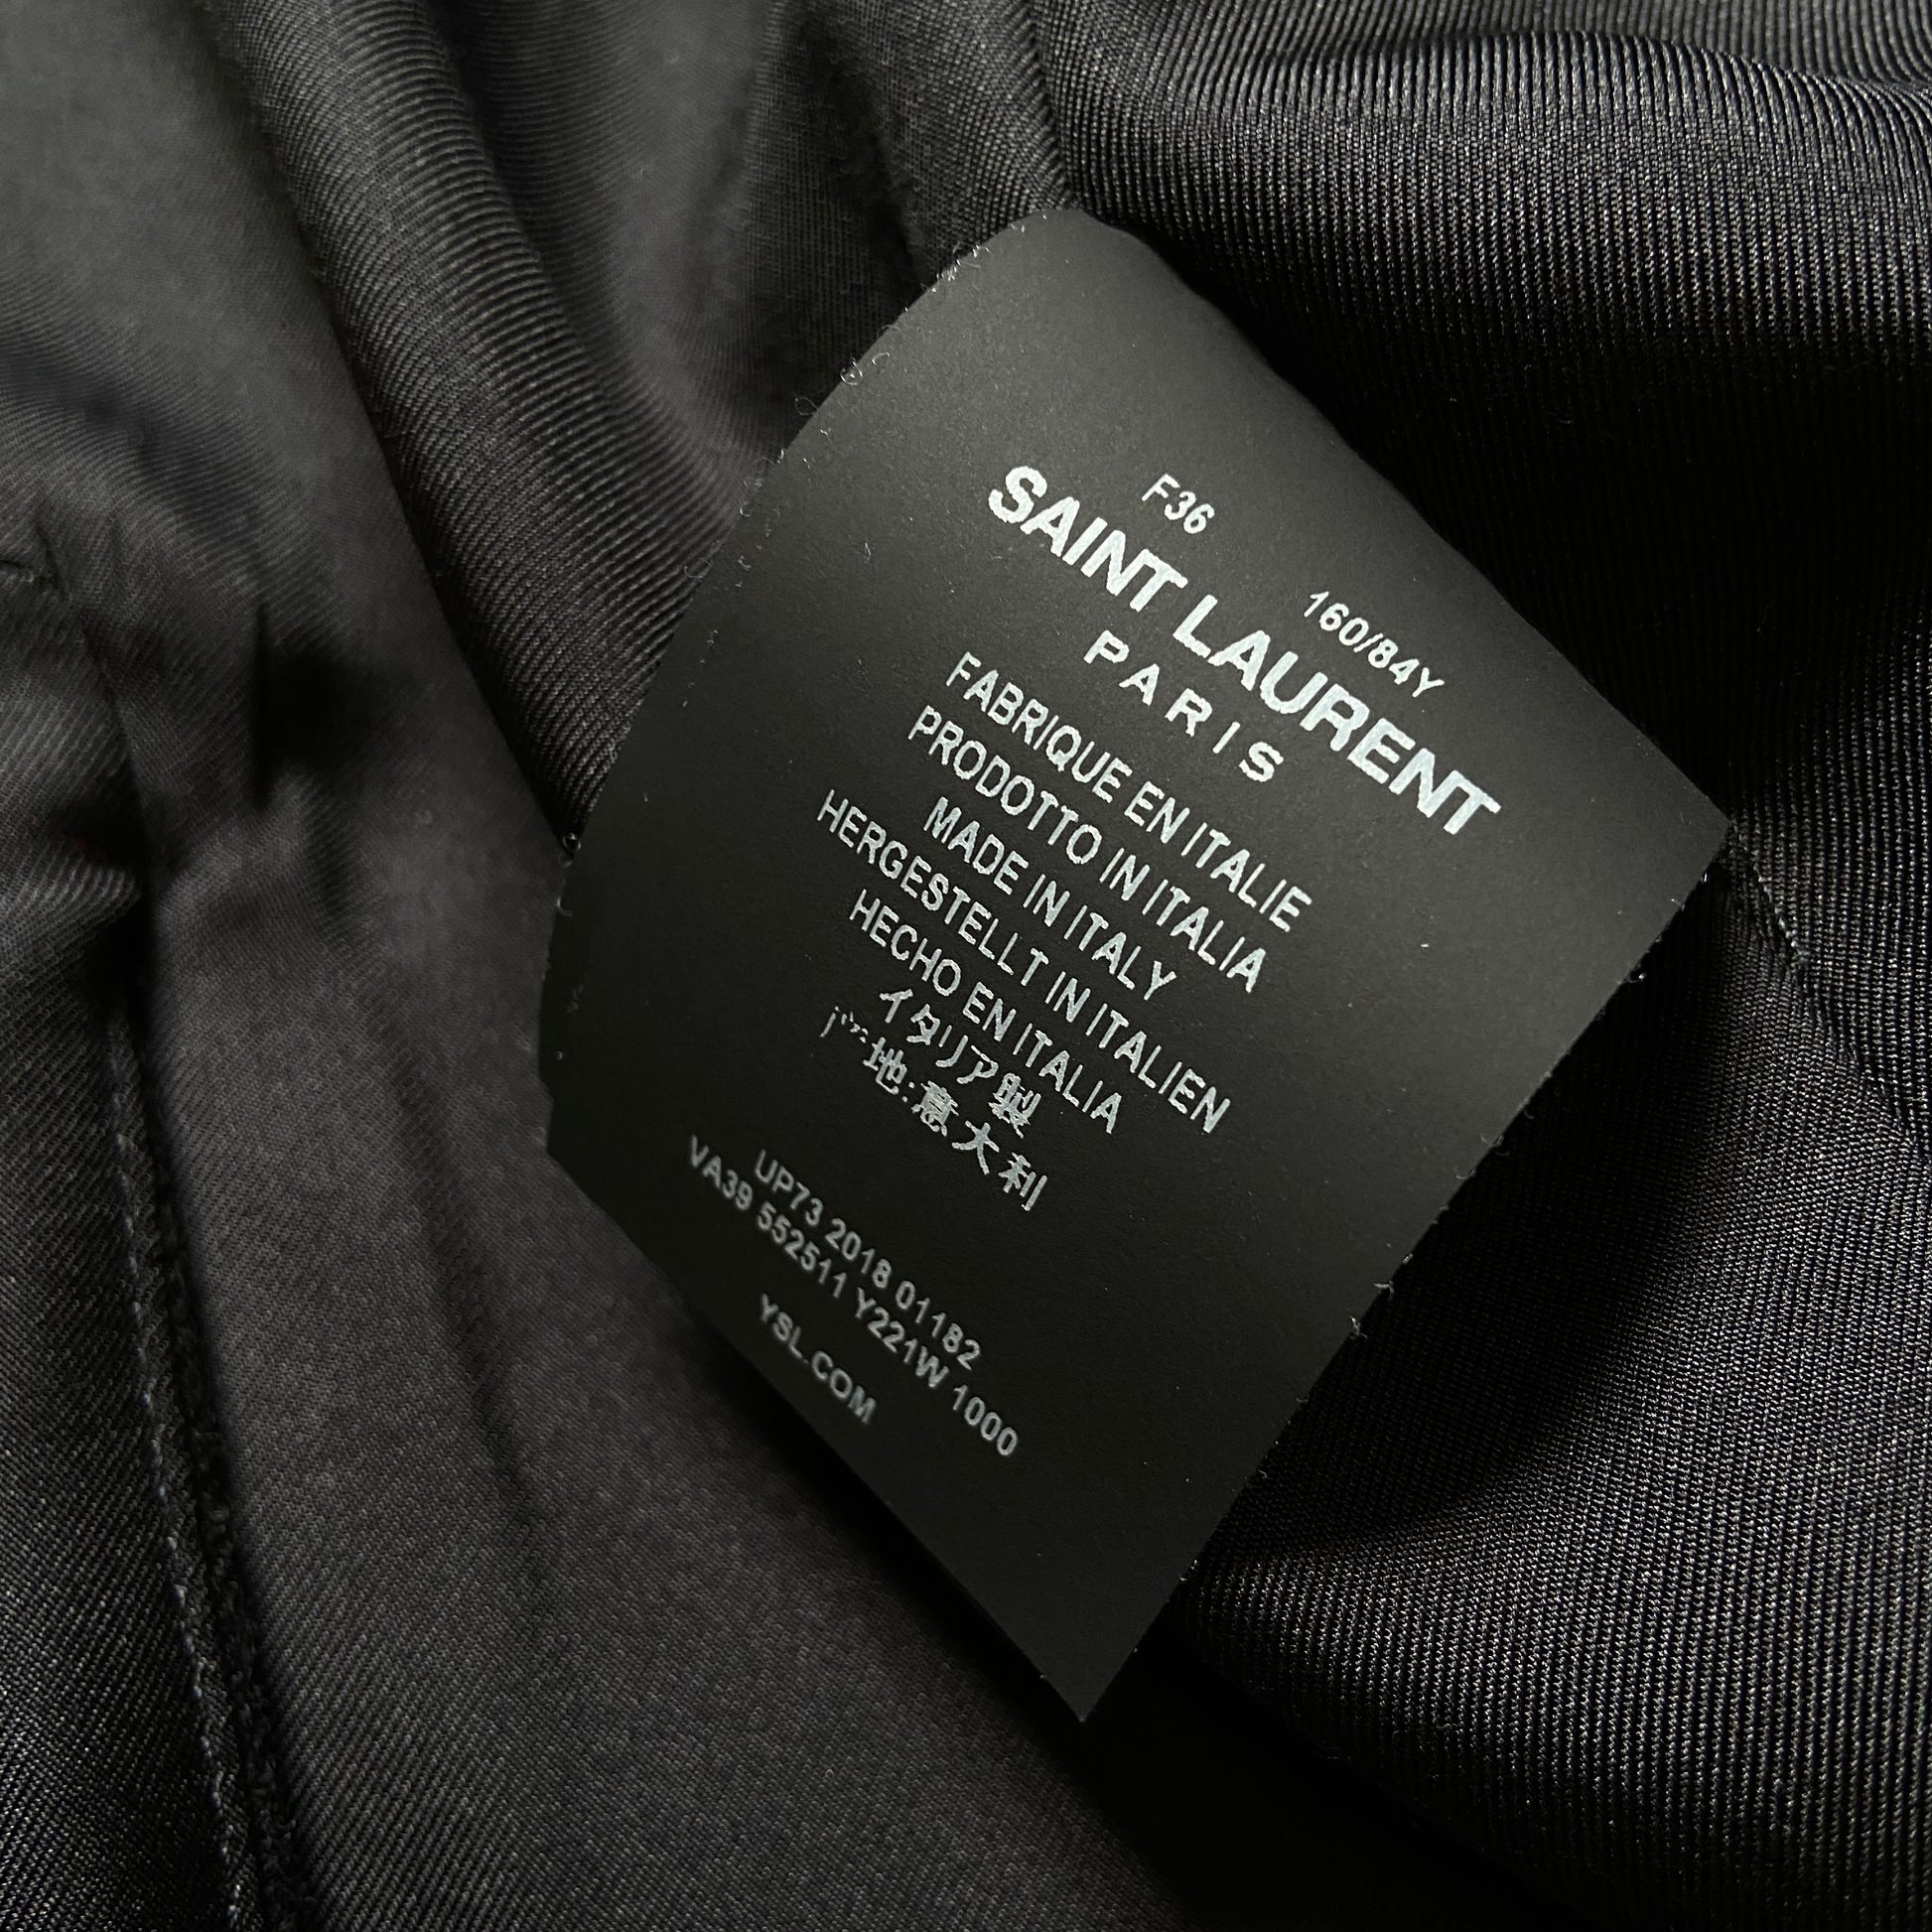 F36 160/84Y
SAINT LAURENT
PARIS
FABRIQUE EN ITALIE
PRODOTTO IN ITALIA
MADE IN ITALY
HERGESTELLT IN ITALIEN
HECHO EN ITALIA
イタリア製
地:意大利
UP73 2018 01182
VA39 552511 Y221W 1000
YSL.COM